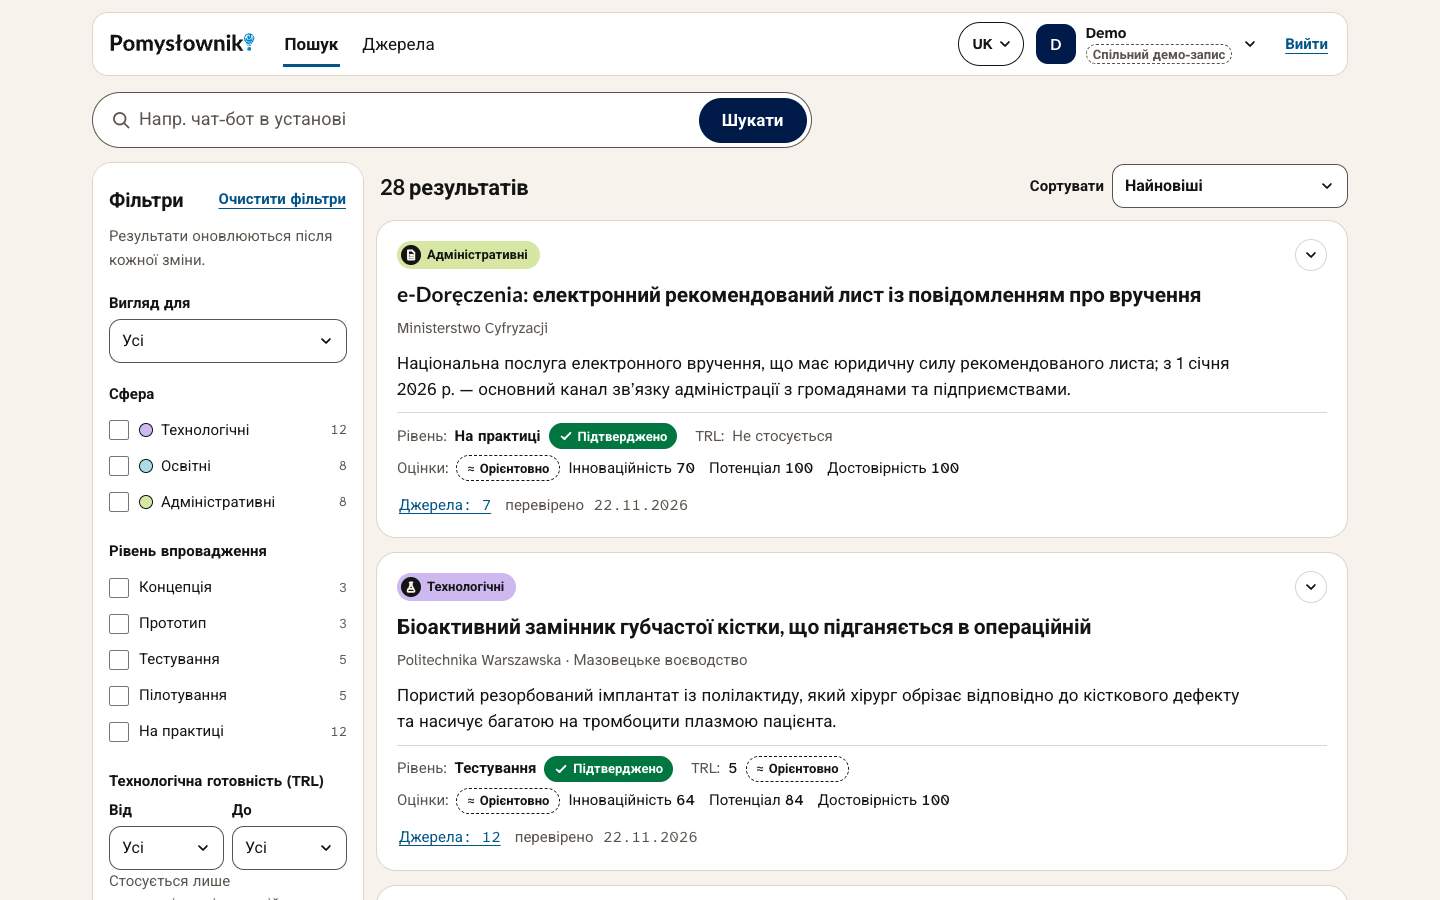 Pomysłownik
Пошук
Джерела
UK
D
Demo
Спільний демо-запис
Вийти
Напр. чат-бот в установі
Шукати
Фільтри
Очистити фільтри
Результати оновлюються після
кожної зміни.
Вигляд для
Усі
Сфера
Технологічні 12
Освітні 8
Адміністративні 8
Рівень впровадження
Концепція 3
Прототип 3
Тестування 5
Пілотування 5
На практиці 12
Технологічна готовність (TRL)
Від До
Усі Усі
Стосується лише
28 результатів
Сортувати Найновіші
Адміністративні
e-Doręczenia: електронний рекомендований лист із повідомленням про вручення
Ministerstwo Cyfryzacji
Національна послуга електронного вручення, що має юридичну силу рекомендованого листа; з 1 січня
2026 р. — основний канал зв’язку адміністрації з громадянами та підприємствами.
Рівень: На практиці Підтверджено TRL: Не стосується
Оцінки: ≈ Орієнтовно Інноваційність 70 Потенціал 100 Достовірність 100
Джерела: 7 перевірено 22.11.2026
Технологічні
Біоактивний замінник губчастої кістки, що підганяється в операційній
Politechnika Warszawska · Мазовецьке воєводство
Пористий резорбований імплантат із полілактиду, який хірург обрізає відповідно до кісткового дефекту
та насичує багатою на тромбоцити плазмою пацієнта.
Рівень: Тестування Підтверджено TRL: 5 ≈ Орієнтовно
Оцінки: ≈ Орієнтовно Інноваційність 64 Потенціал 84 Достовірність 100
Джерела: 12 перевірено 22.11.2026